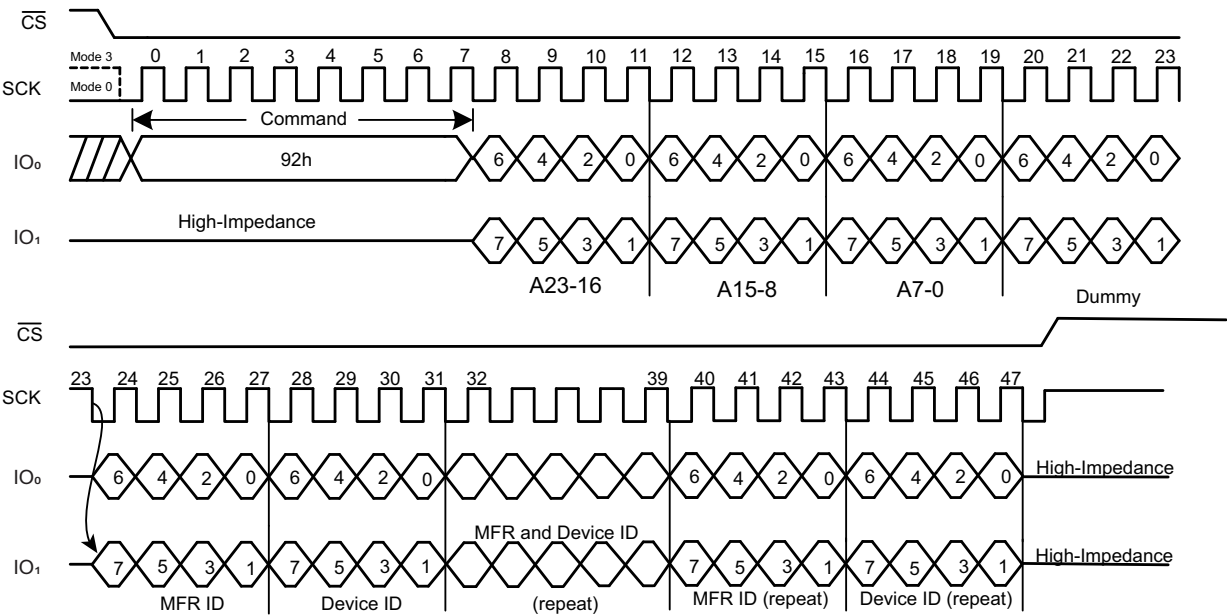 CS
Mode 3
Mode 0
SCK
0 1 2 3 4 5 6 7 8 9 10 11 12 13 14 15 16 17 18 19 20 21 22 23
Command
IO₀
92h
6 4 2 0 6 4 2 0 6 4 2 0 6 4 2 0
High-Impedance
IO₁
7 5 3 1 7 5 3 1 7 5 3 1 7 5 3 1
A23-16 A15-8 A7-0 Dummy
CS
SCK
23 24 25 26 27 28 29 30 31 32 39 40 41 42 43 44 45 46 47
IO₀
6 4 2 0 6 4 2 0 6 4 2 0 6 4 2 0
High-Impedance
MFR and Device ID
IO₁
7 5 3 1 7 5 3 1 7 5 3 1 7 5 3 1
High-Impedance
MFR ID Device ID (repeat) MFR ID (repeat) Device ID (repeat)